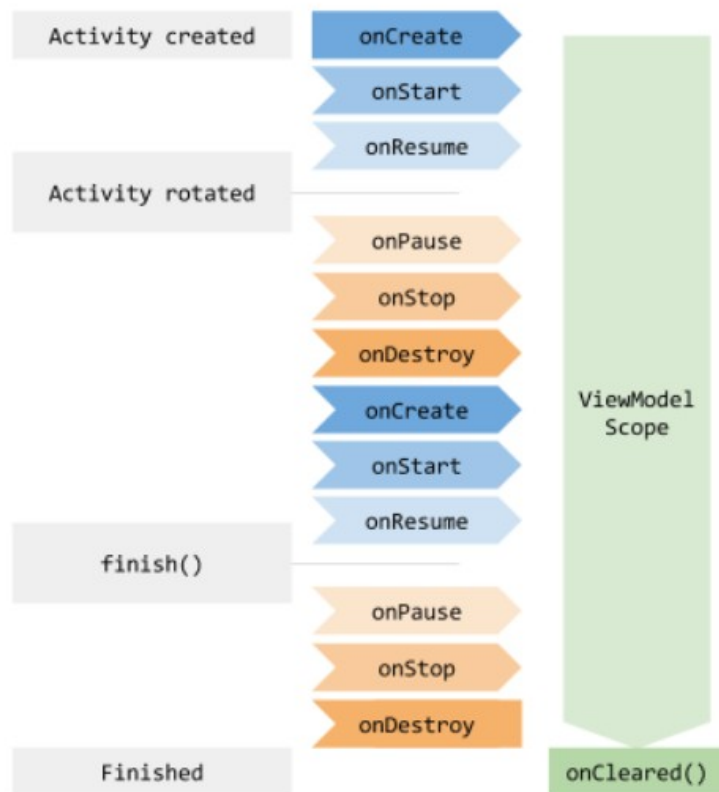 Activity created
onCreate
onStart
onResume
Activity rotated
onPause
onStop
onDestroy
onCreate
ViewModel
Scope
onStart
onResume
finish()
onPause
onStop
onDestroy
Finished
onCleared()